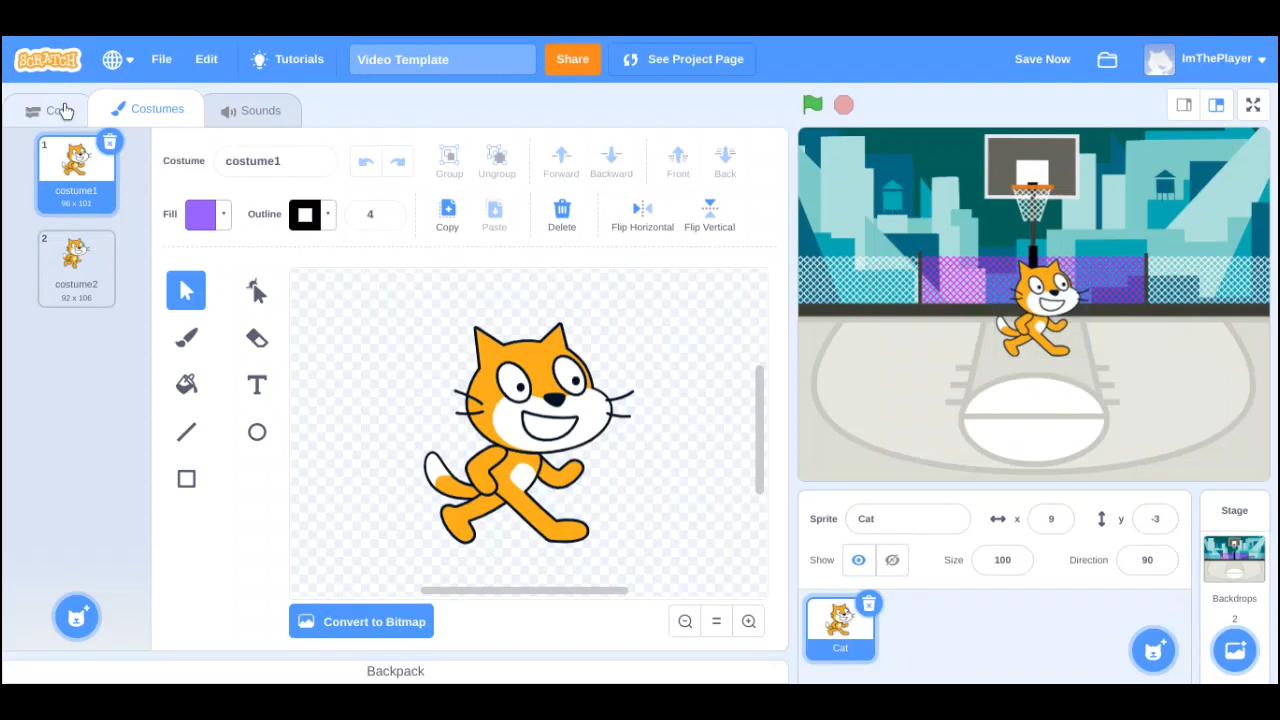 SCRATCH
File
Edit
Tutorials
Video Template
Share
See Project Page
Save Now
ImThePlayer
Costumes
Sounds
1
costume1
96 x 101
2
costume2
92 x 106
Costume
costume1
Group
Ungroup
Forward
Backward
Front
Back
Fill
Outline
4
Copy
Paste
Delete
Flip Horizontal
Flip Vertical
T
Convert to Bitmap
Backpack
Sprite
Cat
x
9
y
-3
Show
Size
100
Direction
90
Cat
Stage
Backdrops
2